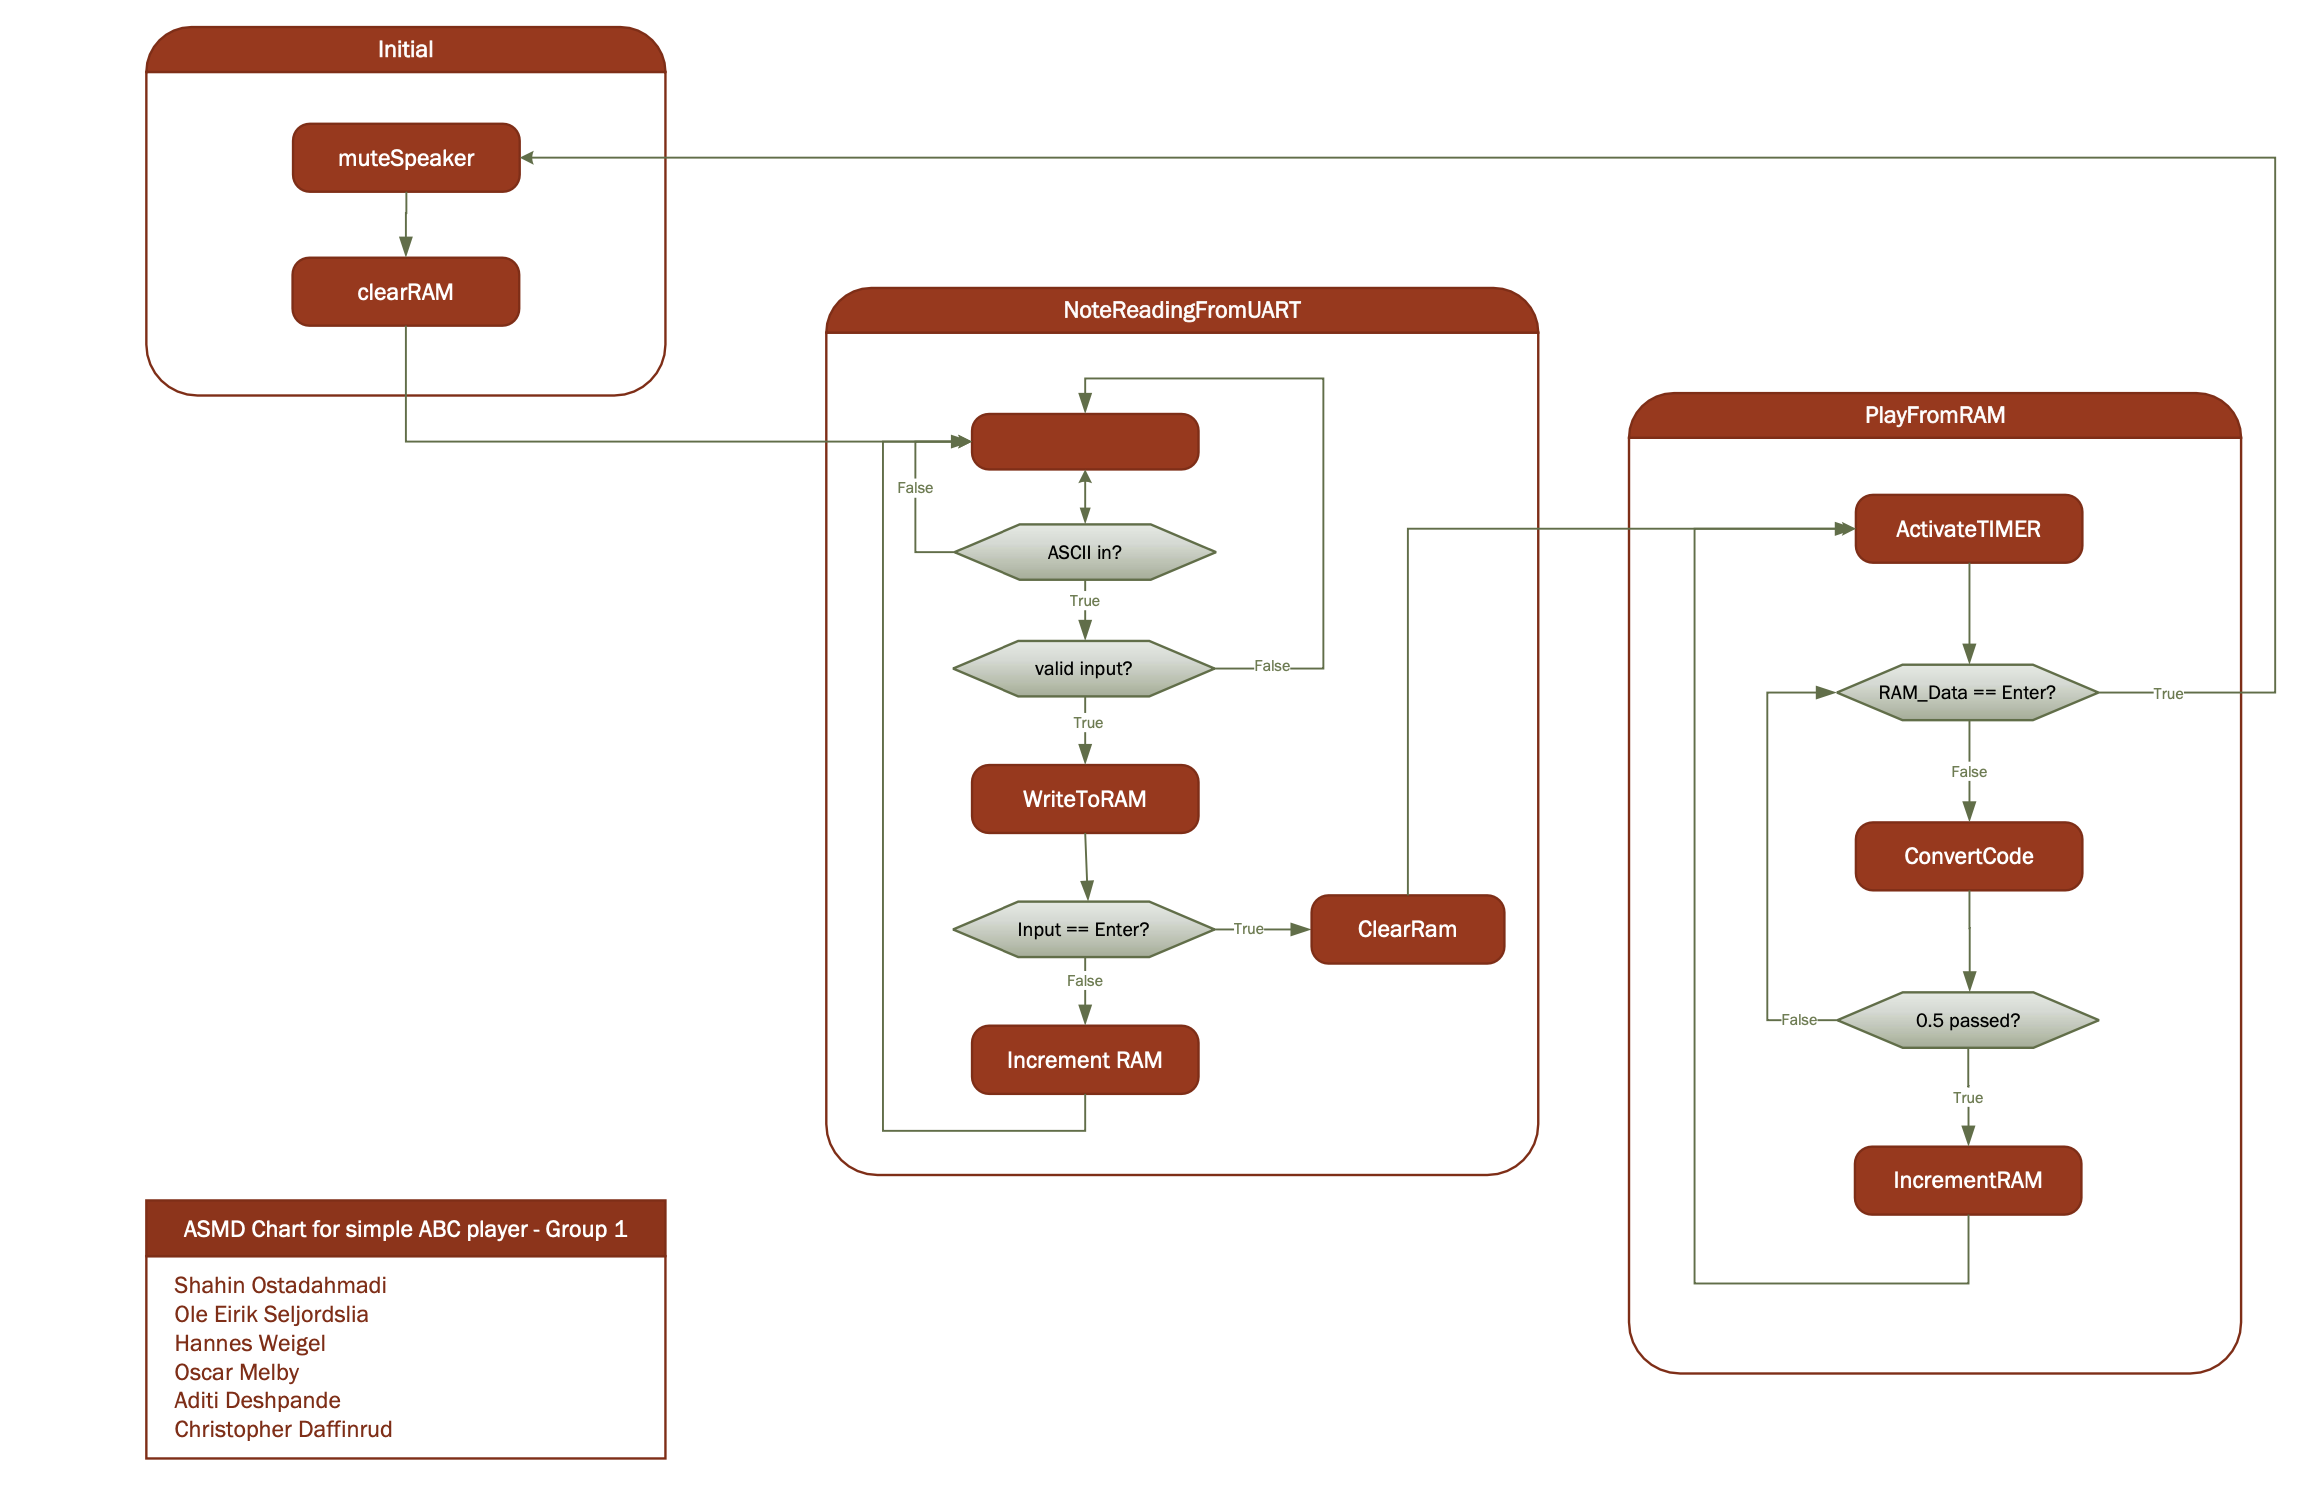 Initial
muteSpeaker
clearRAM
NoteReadingFromUART
False
ASCII in?
True
valid input?
False
True
WriteToRAM
Input == Enter?
True
ClearRam
False
Increment RAM
PlayFromRAM
ActivateTIMER
RAM_Data == Enter?
True
False
ConvertCode
0.5 passed?
False
True
IncrementRAM
ASMD Chart for simple ABC player - Group 1
Shahin Ostadahmadi
Ole Eirik Seljordslia
Hannes Weigel
Oscar Melby
Aditi Deshpande
Christopher Daffinrud